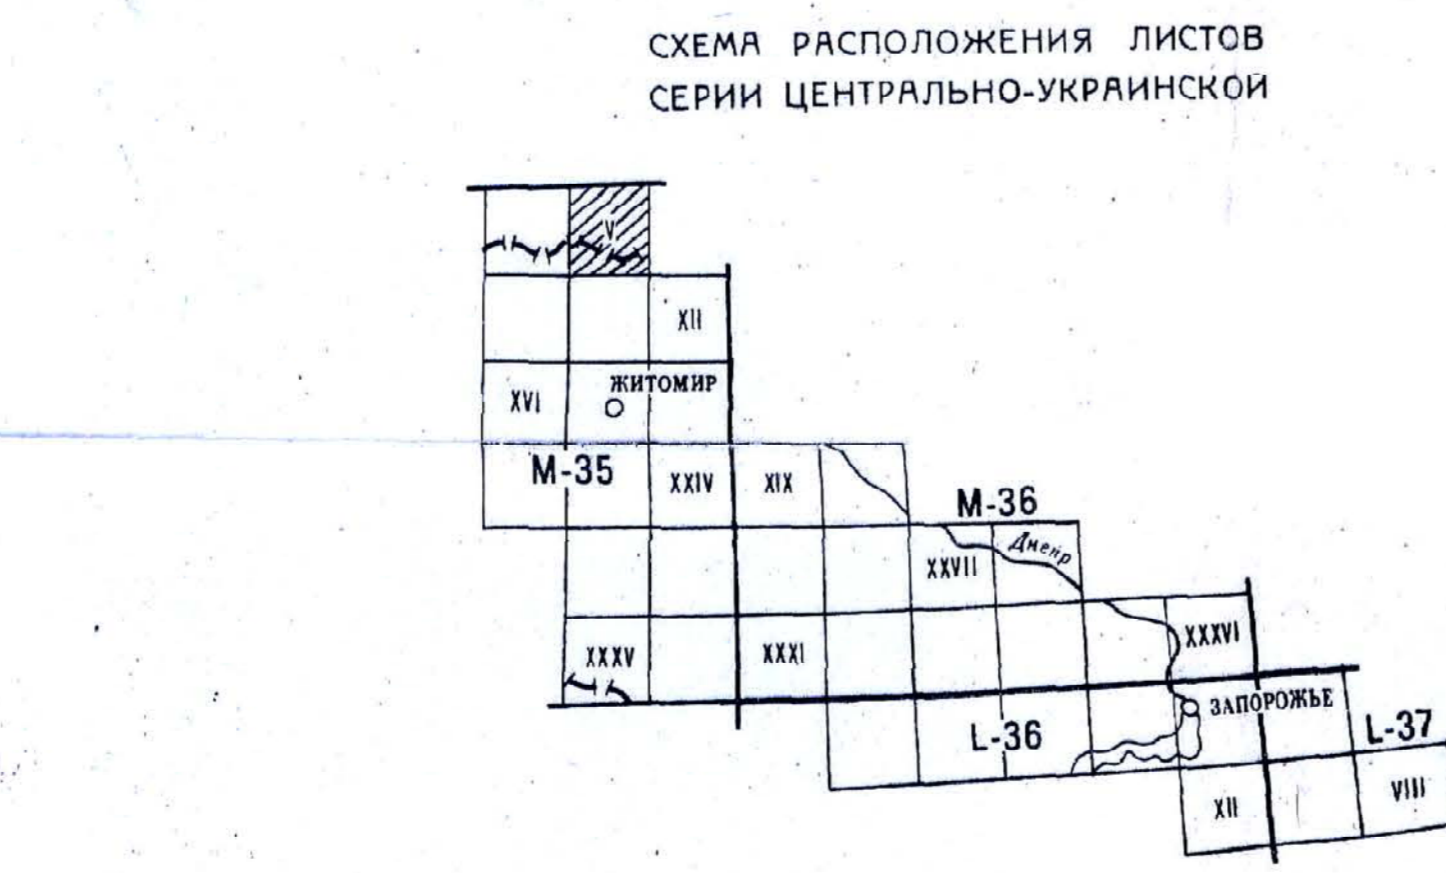 СХЕМА РАСПОЛОЖЕНИЯ ЛИСТОВ
СЕРИИ ЦЕНТРАЛЬНО-УКРАИНСКОЙ
V
XII
ЖИТОМИР
XVI
M-35
XXIV
XIX
M-36
Днепр
XXVII
XXXV
XXXI
XXXVI
ЗАПОРОЖЬЕ
L-36
L-37
XII
VIII